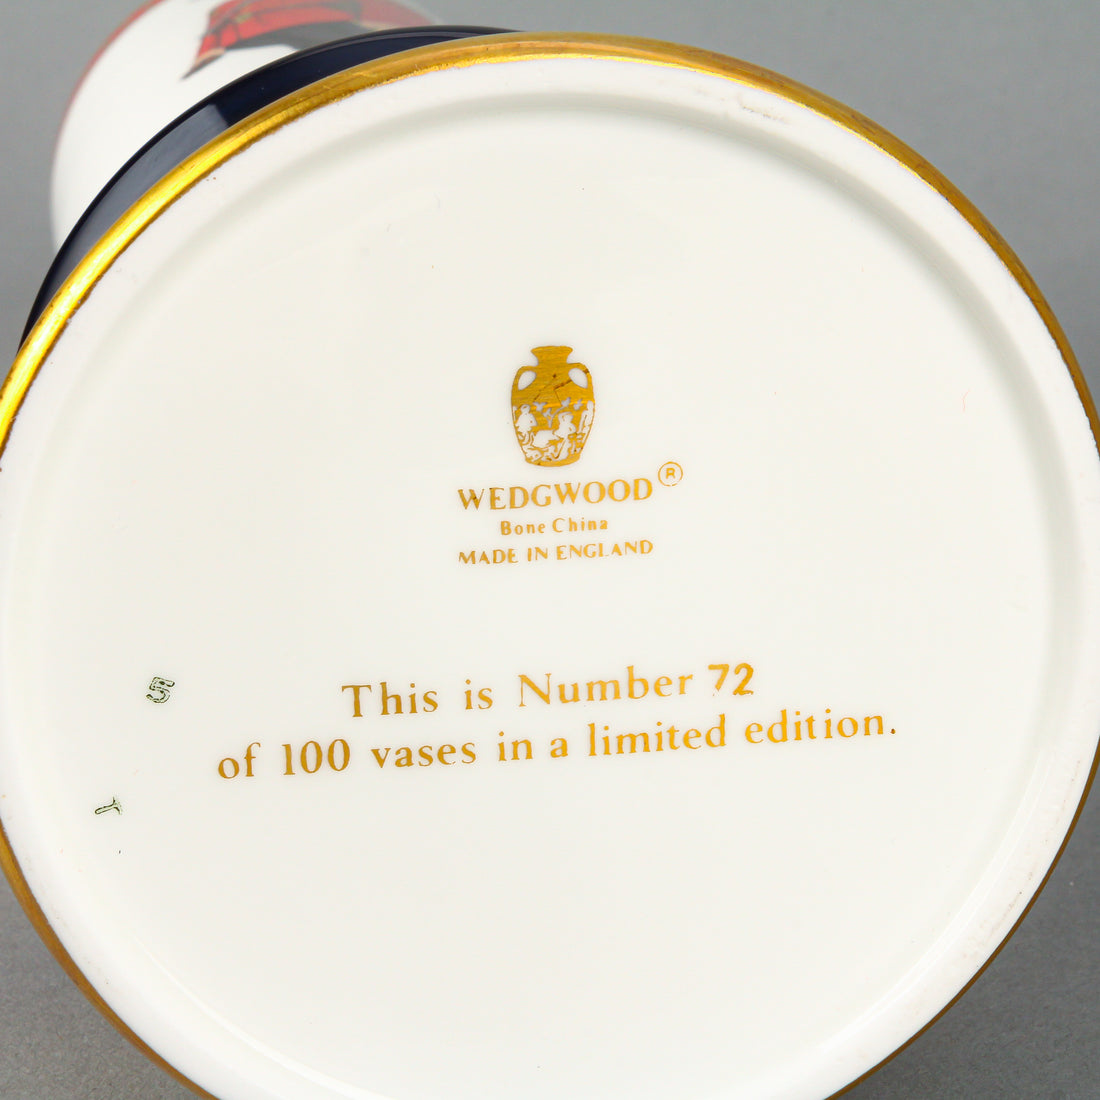 WEDGWOOD®
Bone China
MADE IN ENGLAND
5
This is Number 72
of 100 vases in a limited edition.
T